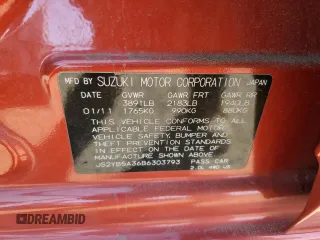 MFD BY SUZUKI MOTOR CORPORATION JAPAN
DATE GVWR GAWR FRT GAWR RR
3891LB 2183LB 1940LB
01/11 1765KG 990KG 880KG
THIS VEHICLE CONFORMS TO ALL
APPLICABLE FEDERAL MOTOR
VEHICLE SAFETY, BUMPER AND
THEFT PREVENTION STANDARDS
IN EFFECT ON THE DATE OF
MANUFACTURE SHOWN ABOVE.
JS2YB5A36B6303793 PASS. CAR
DREAMBID.COM